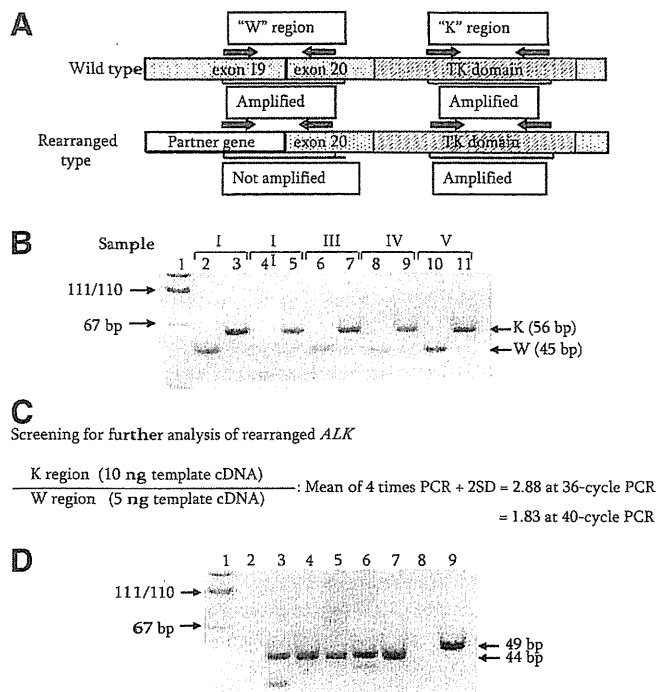 A
"W" region "K" region
Wild type exon 19 exon 20 TK domain
Amplified Amplified
Rearranged type Partner gene exon 20 TK domain
Not amplified Amplified
B
Sample I I I III IV V
1 2 3 4 5 6 7 8 9 10 11
111/110
67 bp
K (56 bp)
W (45 bp)
C
Screening for further analysis of rearranged ALK
K region (10 ng template cDNA)
W region (5 ng template cDNA)
: Mean of 4 times PCR + 2SD = 2.88 at 36-cycle PCR
= 1.83 at 40-cycle PCR
D
1 2 3 4 5 6 7 8 9
111/110
67 bp
49 bp
44 bp